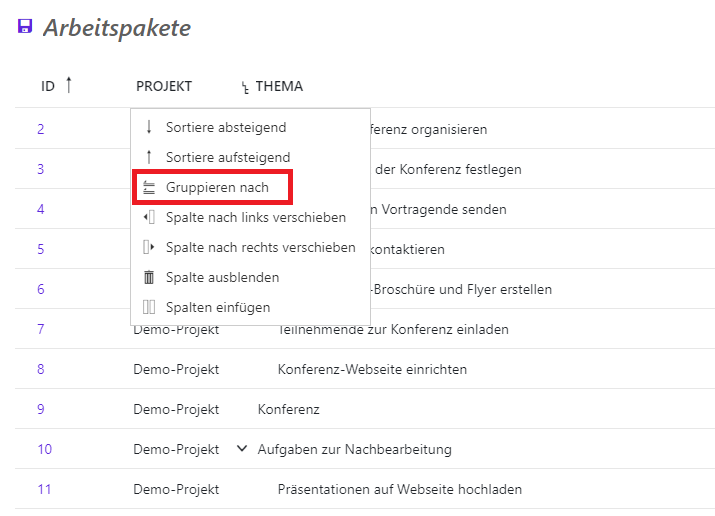 Arbeitspakete
ID PROJEKT THEMA
2 ferenz organisieren
Sortiere absteigend
Sortiere aufsteigend
3 der Konferenz festlegen
Gruppieren nach
4 n Vortragende senden
Spalte nach links verschieben
5 kontaktieren
Spalte nach rechts verschieben
Spalte ausblenden
6 -Broschüre und Flyer erstellen
Spalten einfügen
7 Demo-Projekt Teilnehmende zur Konferenz einladen
8 Demo-Projekt Konferenz-Webseite einrichten
9 Demo-Projekt Konferenz
10 Demo-Projekt Aufgaben zur Nachbearbeitung
11 Demo-Projekt Präsentationen auf Webseite hochladen